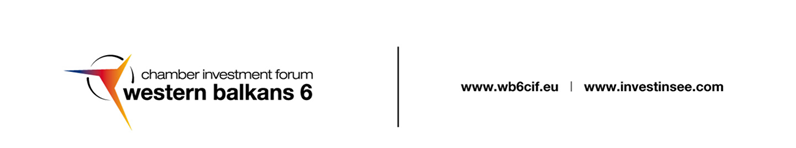 chamber investment forum
western balkans 6
www.wb6cif.eu | www.investinsee.com